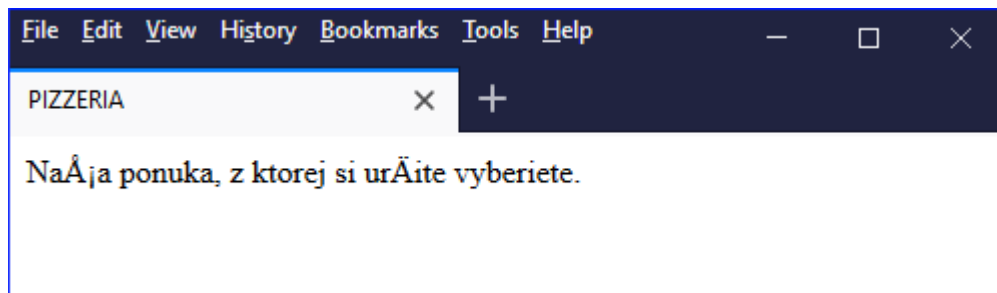 File Edit View History Bookmarks Tools Help
PIZZERIA
NaÅ¡a ponuka, z ktorej si urÄite vyberiete.